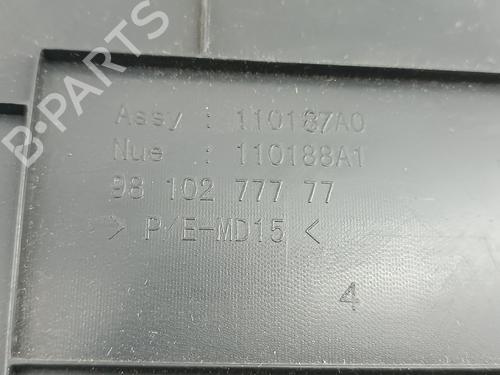 Assy : 110187A0
Nue : 110188A1
98 102 777 77
> P/E-MD15 <
4
B-PARTS